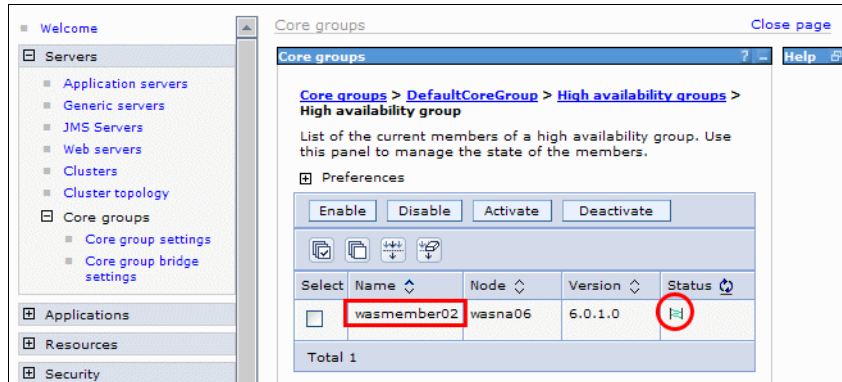 Welcome
Servers
Application servers
Generic servers
JMS Servers
Web servers
Clusters
Cluster topology
Core groups
Core group settings
Core group bridge
settings
Applications
Resources
Security
Core groups
Close page
Core groups
? –
Help
Core groups > DefaultCoreGroup > High availability groups >
High availability group
List of the current members of a high availability group. Use
this panel to manage the state of the members.
Preferences
Enable Disable Activate Deactivate
Select Name Node Version Status
wasmember02 wasna06 6.0.1.0
Total 1